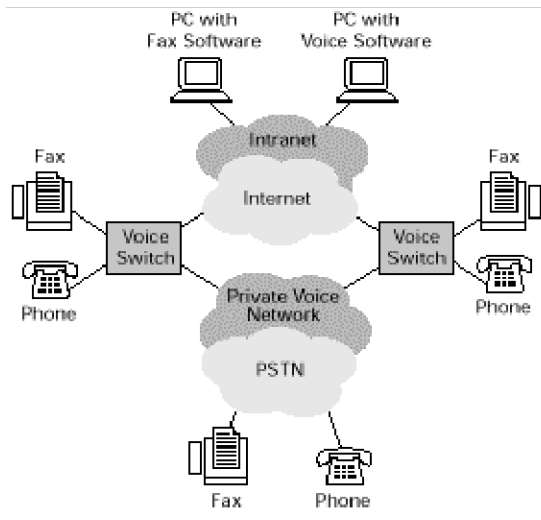 PC with
Fax Software
PC with
Voice Software
Intranet
Internet
Fax
Fax
Voice
Switch
Voice
Switch
Phone
Phone
Private Voice
Network
PSTN
Fax
Phone